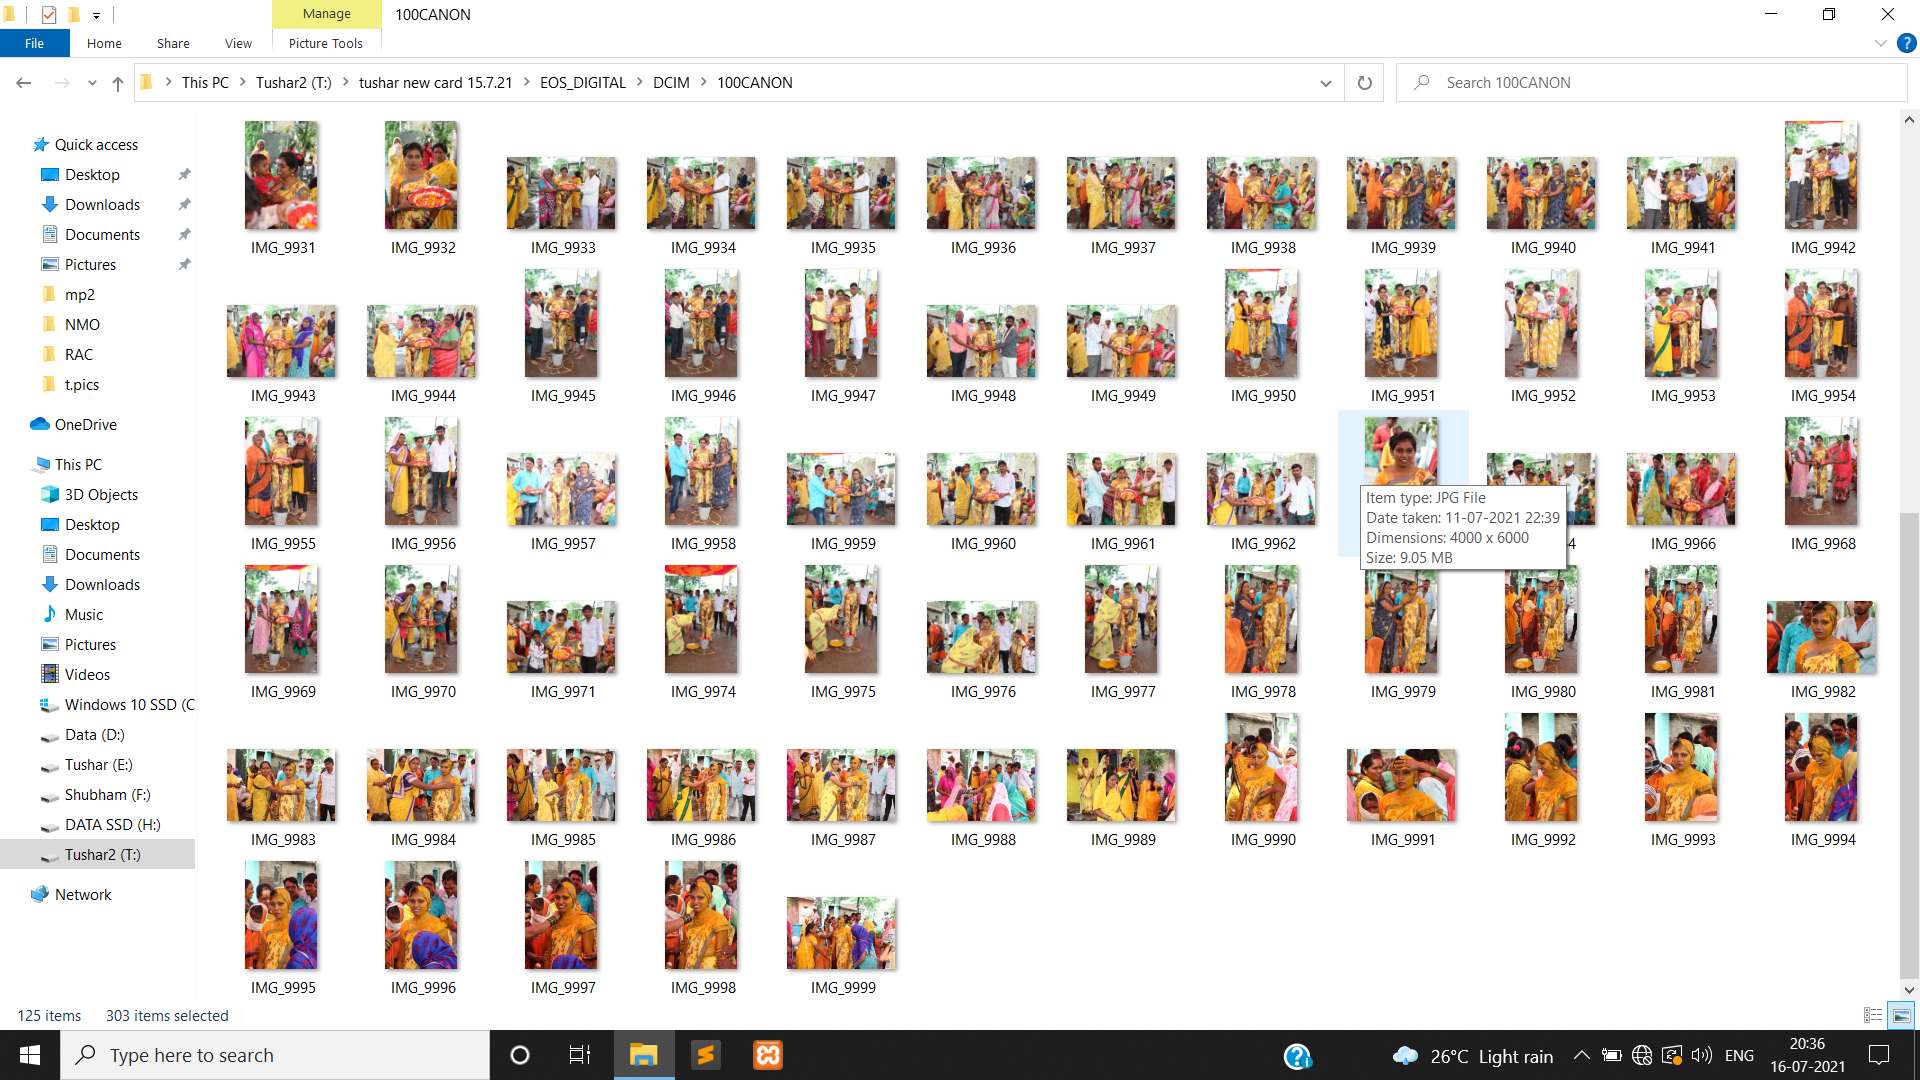 Manage
100CANON
File
Home
Share
View
Picture Tools
This PC
Tushar2 (T:)
tushar new card 15.7.21
EOS_DIGITAL
DCIM
100CANON
Search 100CANON
Quick access
Desktop
Downloads
Documents
Pictures
mp2
NMO
RAC
t.pics
OneDrive
This PC
3D Objects
Desktop
Documents
Downloads
Music
Pictures
Videos
Windows 10 SSD (C
Data (D:)
Tushar (E:)
Shubham (F:)
DATA SSD (H:)
Tushar2 (T:)
Network
IMG_9931 IMG_9932 IMG_9933 IMG_9934 IMG_9935 IMG_9936 IMG_9937 IMG_9938 IMG_9939 IMG_9940 IMG_9941 IMG_9942
IMG_9943 IMG_9944 IMG_9945 IMG_9946 IMG_9947 IMG_9948 IMG_9949 IMG_9950 IMG_9951 IMG_9952 IMG_9953 IMG_9954
IMG_9955 IMG_9956 IMG_9957 IMG_9958 IMG_9959 IMG_9960 IMG_9961 IMG_9962 4 IMG_9966 IMG_9968
Item type: JPG File
Date taken: 11-07-2021 22:39
Dimensions: 4000 x 6000
Size: 9.05 MB
IMG_9969 IMG_9970 IMG_9971 IMG_9974 IMG_9975 IMG_9976 IMG_9977 IMG_9978 IMG_9979 IMG_9980 IMG_9981 IMG_9982
IMG_9983 IMG_9984 IMG_9985 IMG_9986 IMG_9987 IMG_9988 IMG_9989 IMG_9990 IMG_9991 IMG_9992 IMG_9993 IMG_9994
IMG_9995 IMG_9996 IMG_9997 IMG_9998 IMG_9999
125 items
303 items selected
Type here to search
26°C Light rain
ENG
20:36
16-07-2021